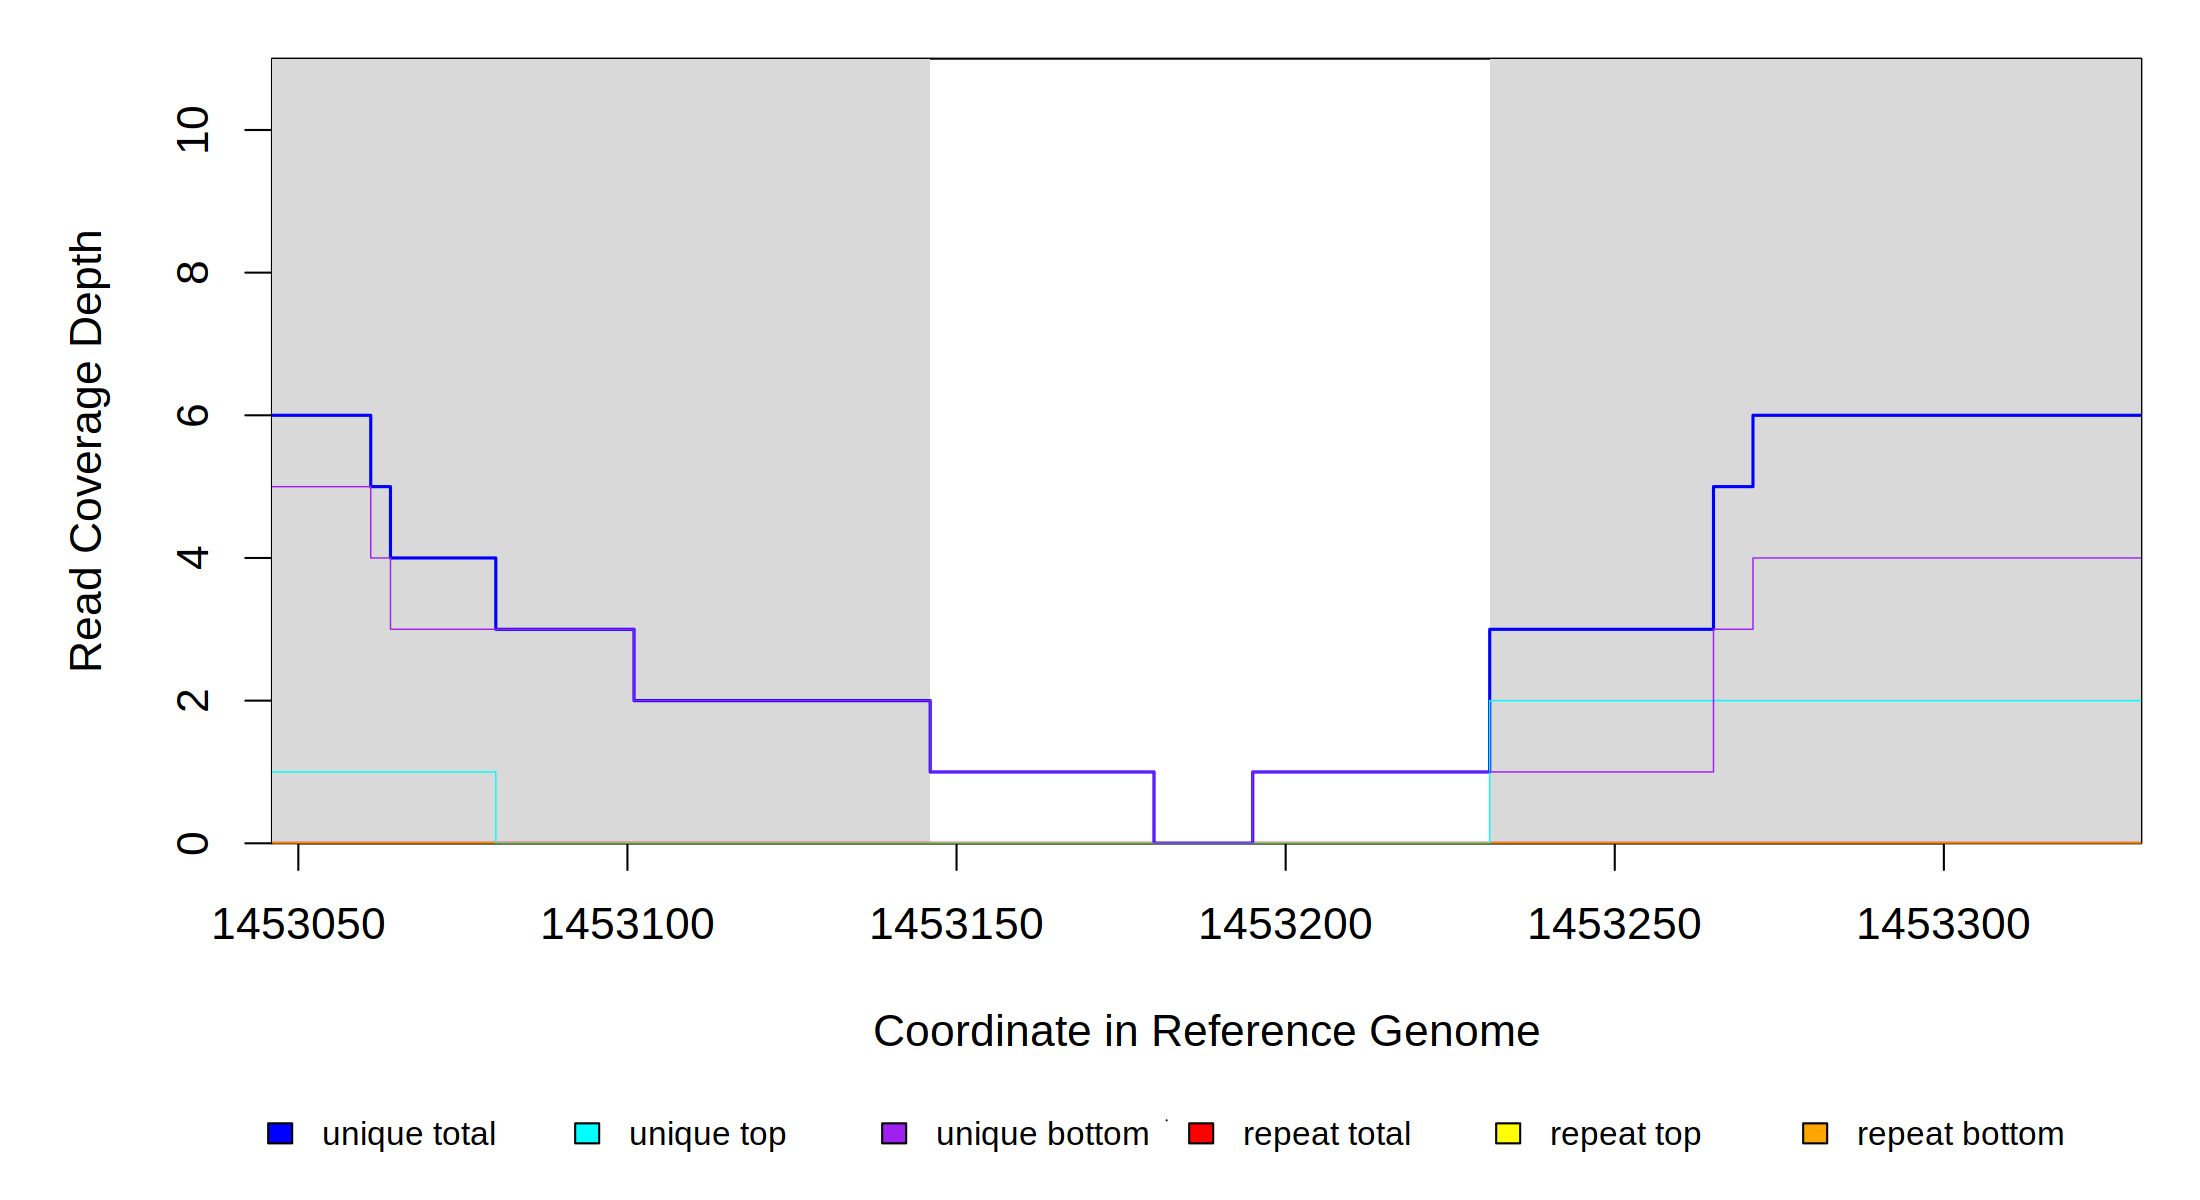 Read Coverage Depth
10
8
6
4
2
0
1453050 1453100 1453150 1453200 1453250 1453300
Coordinate in Reference Genome
unique total unique top unique bottom repeat total repeat top repeat bottom